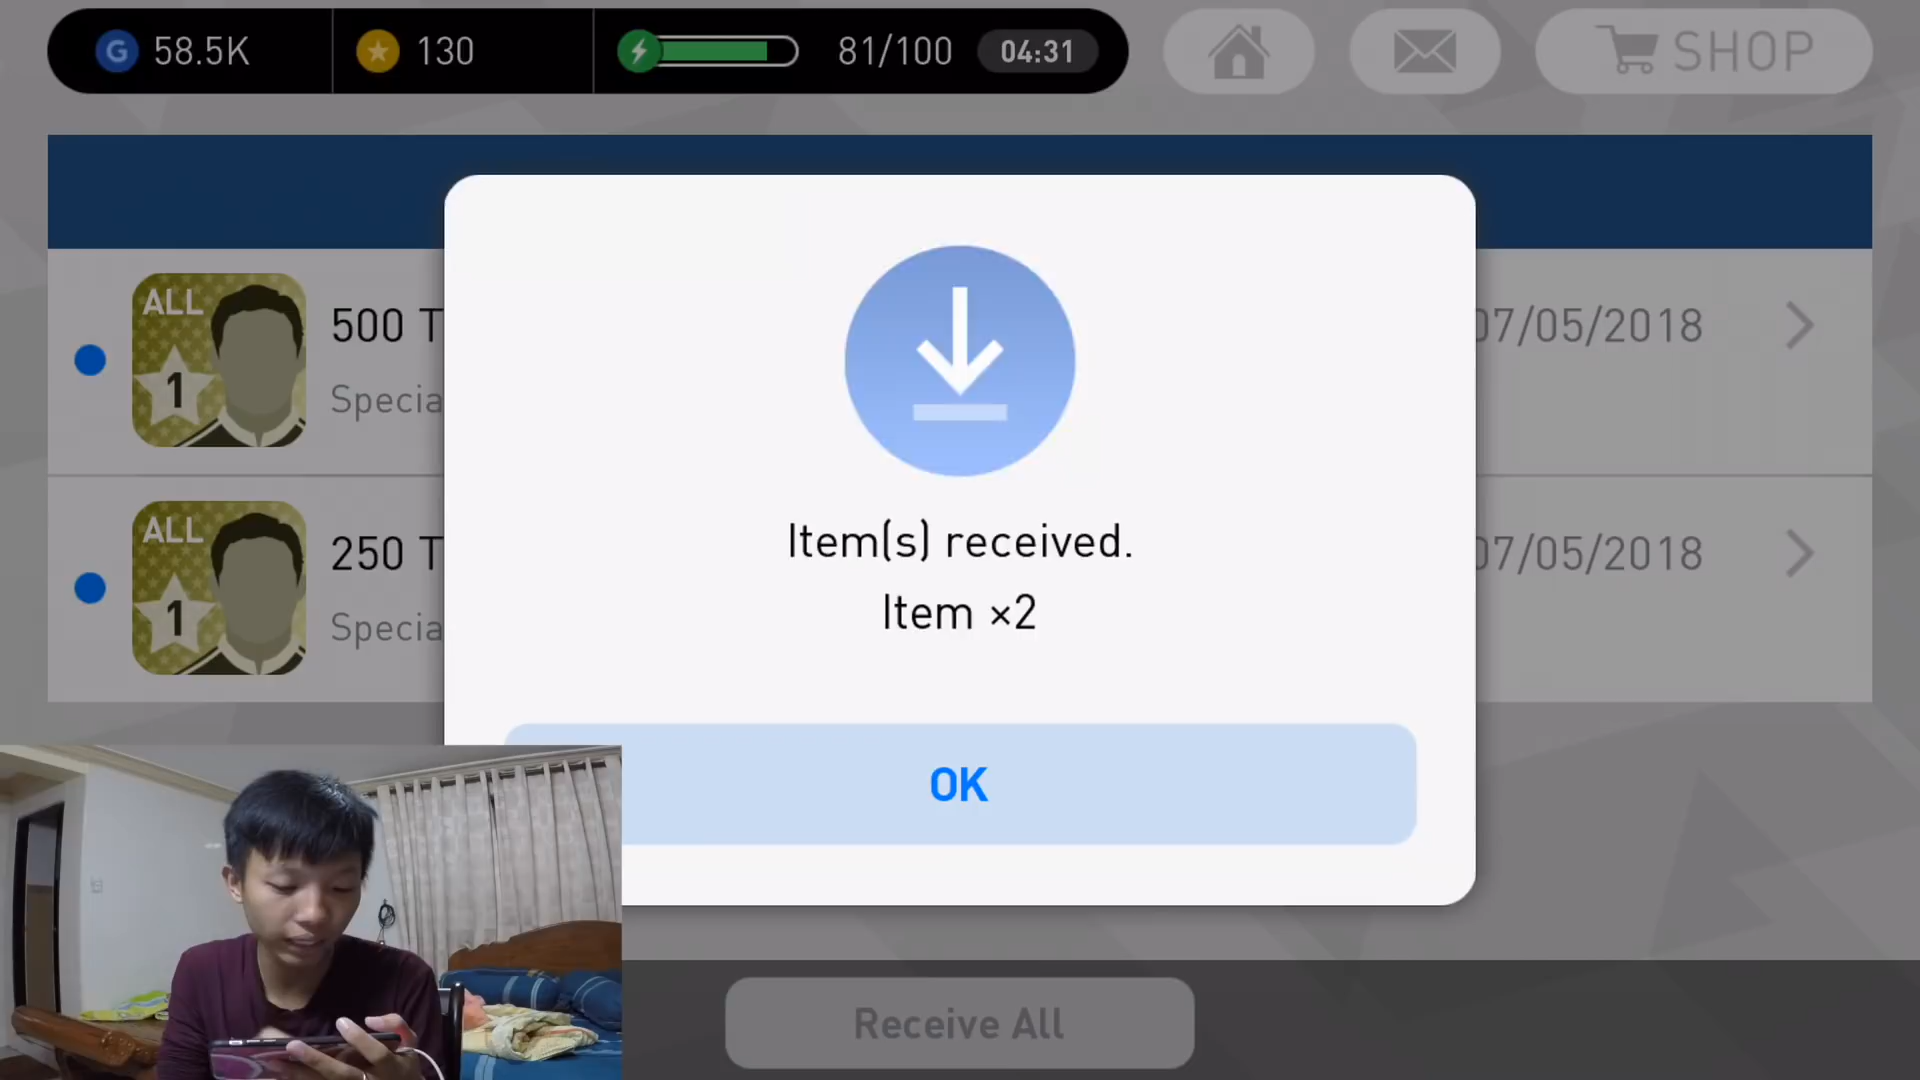 G 58.5K 130 81/100 04:31 SHOP
ALL
1
500 T
Specia
07/05/2018
ALL
1
250 T
Specia
07/05/2018
Item(s) received.
Item ×2
OK
Receive All